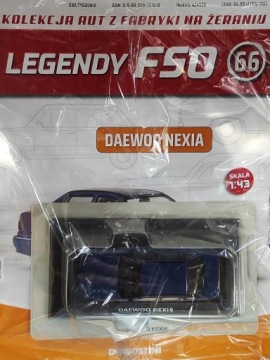 KOLEKCJA AUT Z FABRYKI NA ŻERANIU
LEGENDY FSO 66
DAEWOO NEXIA
SKALA
1:43
DAEWOO NEXIA
DEAGOSTINI